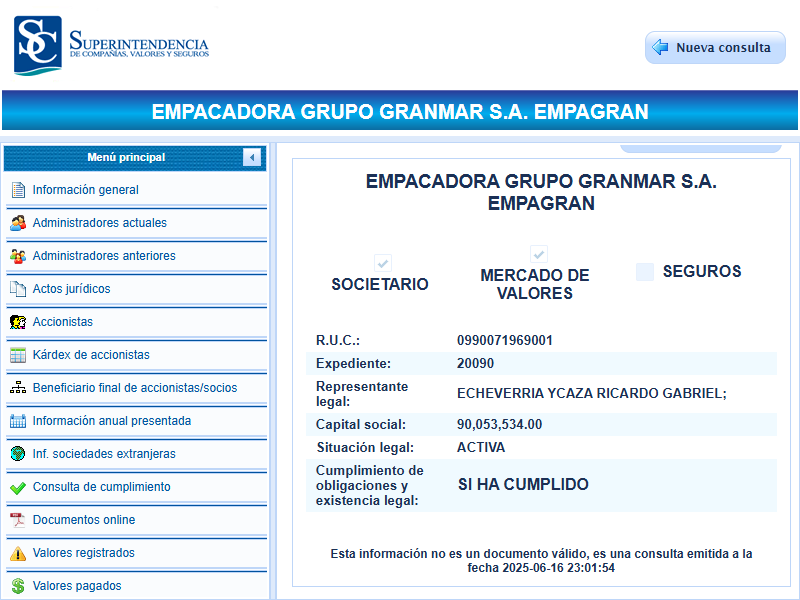 SC
SUPERINTENDENCIA
DE COMPAÑÍAS, VALORES Y SEGUROS
Nueva consulta
EMPACADORA GRUPO GRANMAR S.A. EMPAGRAN
Menú principal
Información general
Administradores actuales
Administradores anteriores
Actos jurídicos
Accionistas
Kárdex de accionistas
Beneficiario final de accionistas/socios
Información anual presentada
Inf. sociedades extranjeras
Consulta de cumplimiento
Documentos online
Valores registrados
Valores pagados
EMPACADORA GRUPO GRANMAR S.A.
EMPAGRAN
SOCIETARIO
MERCADO DE
VALORES
SEGUROS
R.U.C.: 0990071969001
Expediente: 20090
Representante
legal: ECHEVERRIA YCAZA RICARDO GABRIEL;
Capital social: 90,053,534.00
Situación legal: ACTIVA
Cumplimiento de
obligaciones y SI HA CUMPLIDO
existencia legal:
Esta información no es un documento válido, es una consulta emitida a la
fecha 2025-06-16 23:01:54